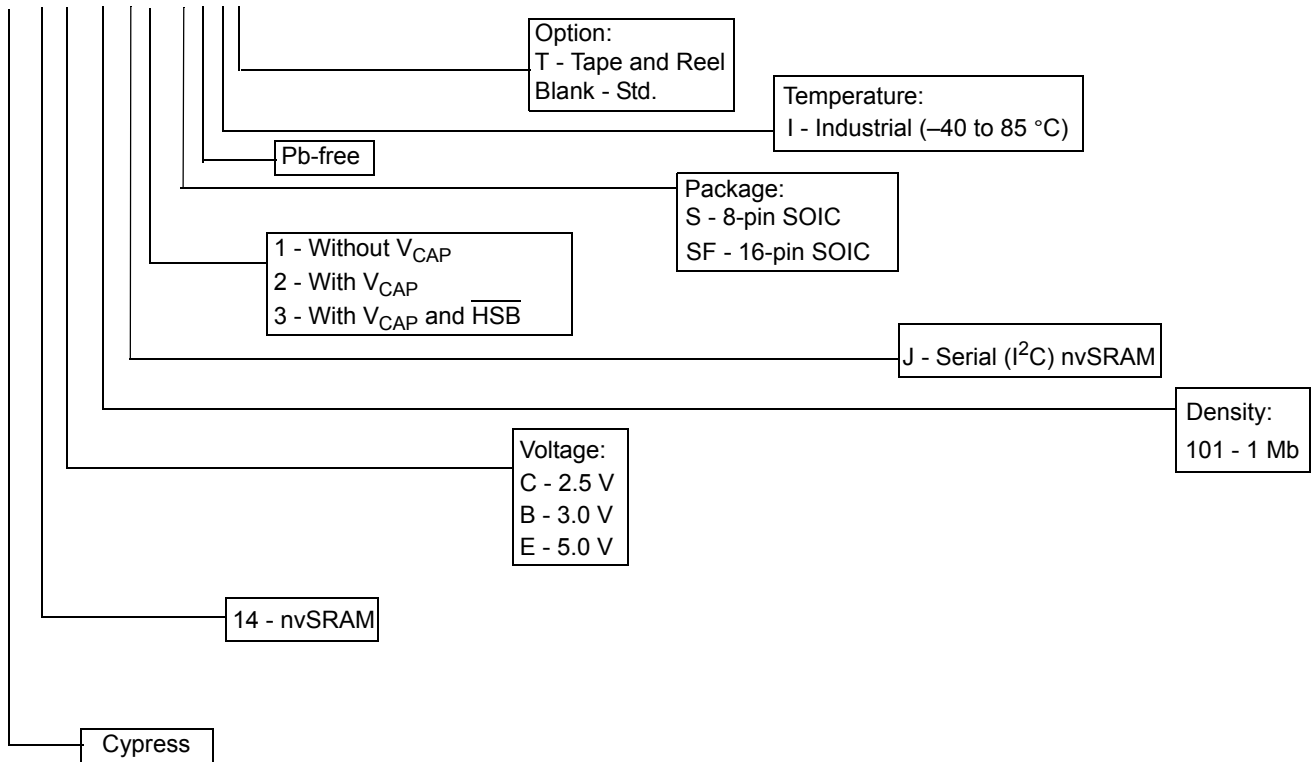 Option:
T - Tape and Reel
Blank - Std.
Temperature:
I - Industrial (–40 to 85 °C)
Pb-free
Package:
S - 8-pin SOIC
SF - 16-pin SOIC
1 - Without VCAP
2 - With VCAP
3 - With VCAP and HSB
J - Serial (I2C) nvSRAM
Density:
101 - 1 Mb
Voltage:
C - 2.5 V
B - 3.0 V
E - 5.0 V
14 - nvSRAM
Cypress